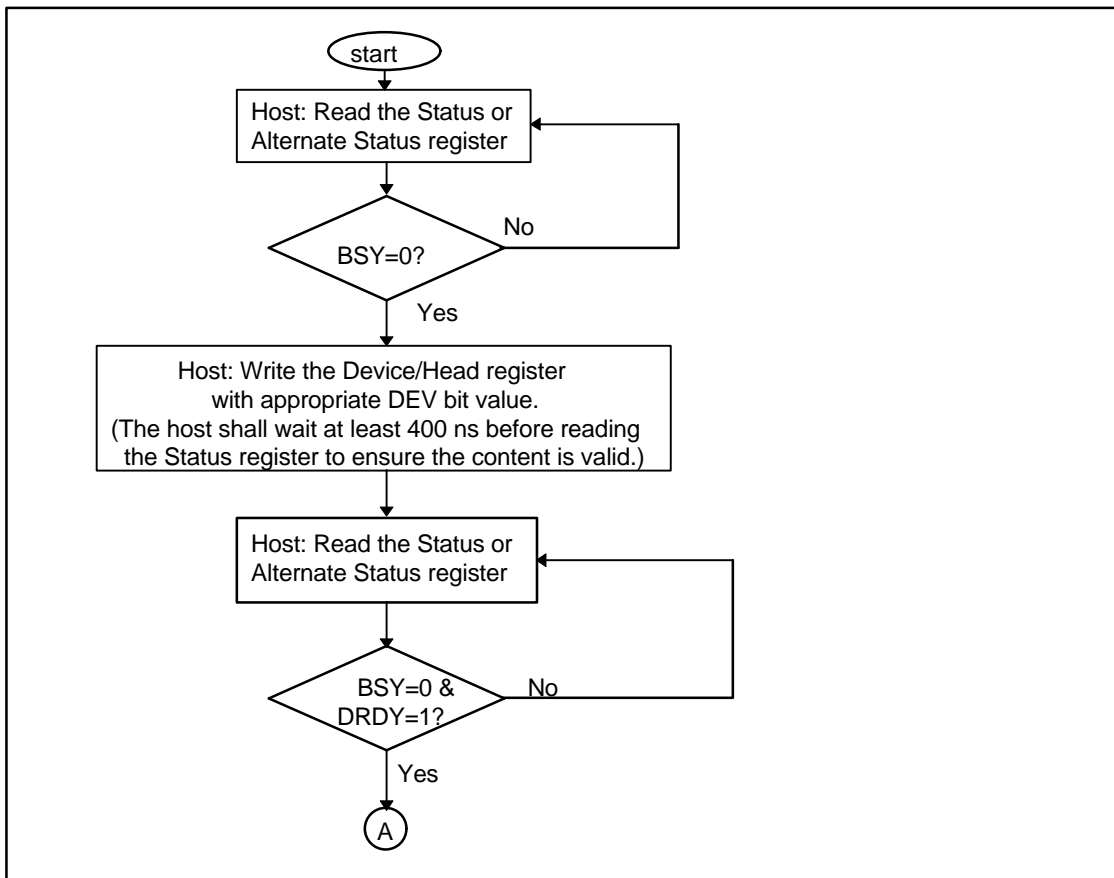 start
Host: Read the Status or
Alternate Status register
No
BSY=0?
Yes
Host: Write the Device/Head register
with appropriate DEV bit value.
(The host shall wait at least 400 ns before reading
the Status register to ensure the content is valid.)
Host: Read the Status or
Alternate Status register
BSY=0 &
No
DRDY=1?
Yes
A